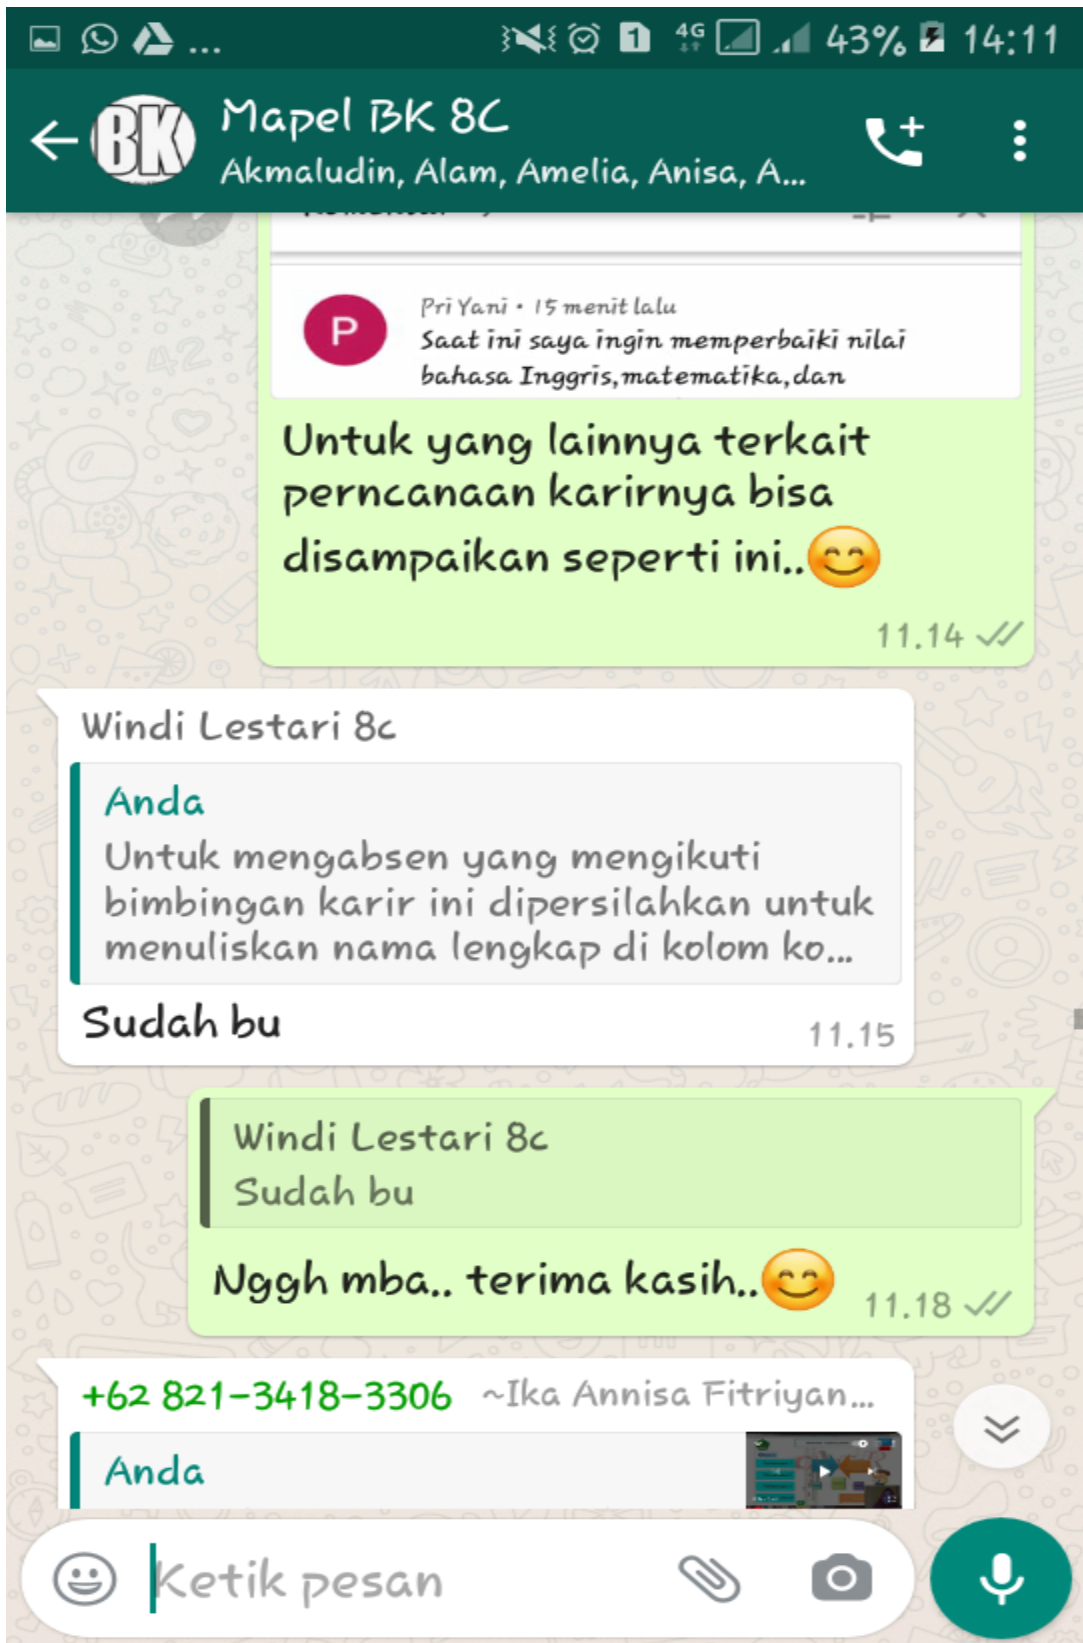 ...
1 4G 43% 14:11
BK Mapel BK 8C
Akmaludin, Alam, Amelia, Anisa, A...
P Pri Yani • 15 menit lalu
Saat ini saya ingin memperbaiki nilai
bahasa Inggris,matematika,dan
Untuk yang lainnya terkait
perncanaan karirnya bisa
disampaikan seperti ini..😊
11.14
Windi Lestari 8c
Anda
Untuk mengabsen yang mengikuti
bimbingan karir ini dipersilahkan untuk
menuliskan nama lengkap di kolom ko...
Sudah bu
11.15
Windi Lestari 8c
Sudah bu
Nggh mba.. terima kasih..😊
11.18
+62 821-3418-3306 ~Ika Annisa Fitriyan...
Anda
Ketik pesan